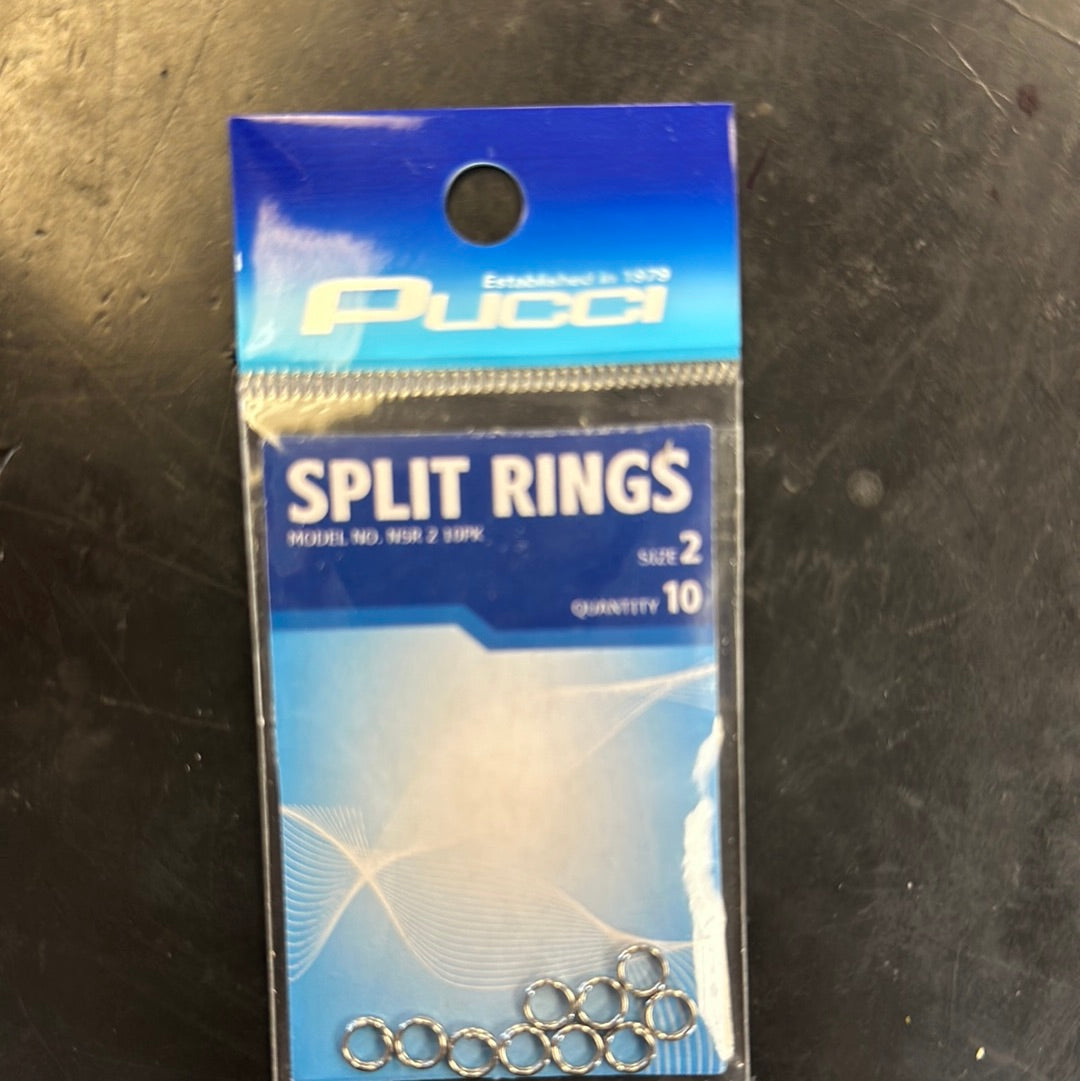 Established in 1979
Pucci
SPLIT RINGS
MODEL NO. NSR 2 10PK
SIZE 2
QUANTITY 10